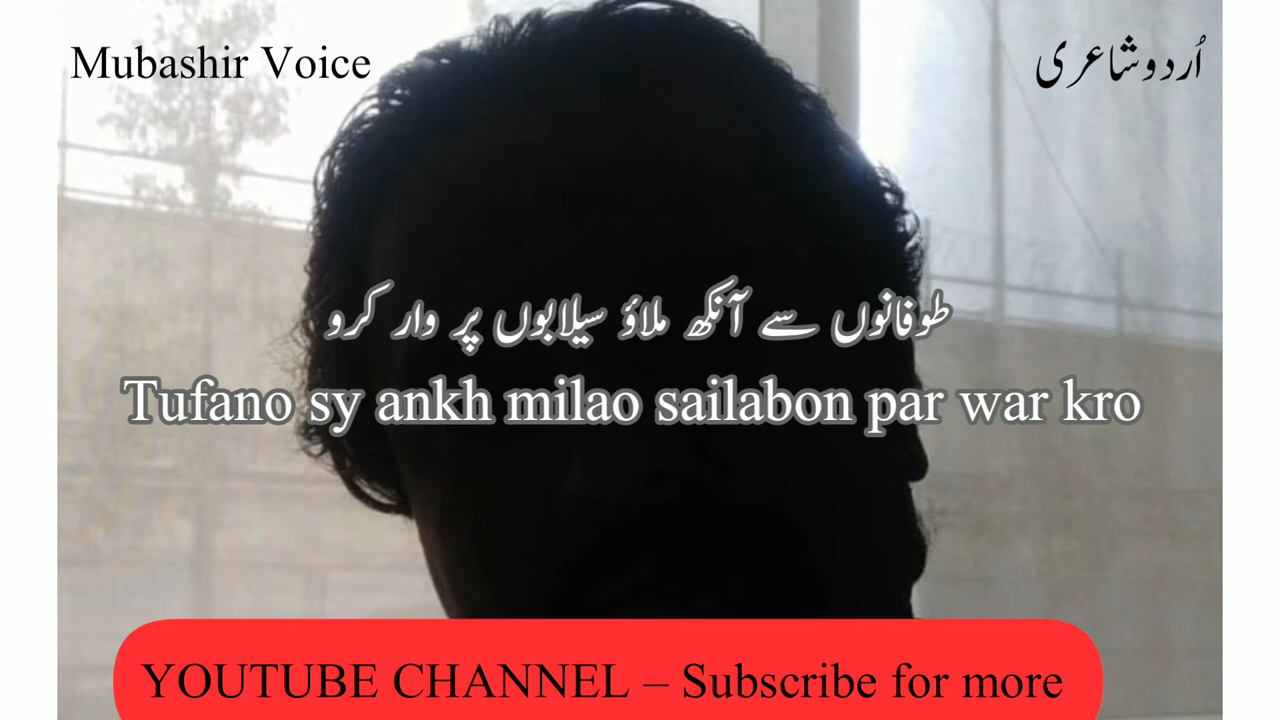 Mubashir Voice
اُردو شاعری
طوفانوں سے آنکھ ملاؤ سیلابوں پر وار کرو
Tufano sy ankh milao sailabon par war kro
YOUTUBE CHANNEL – Subscribe for more